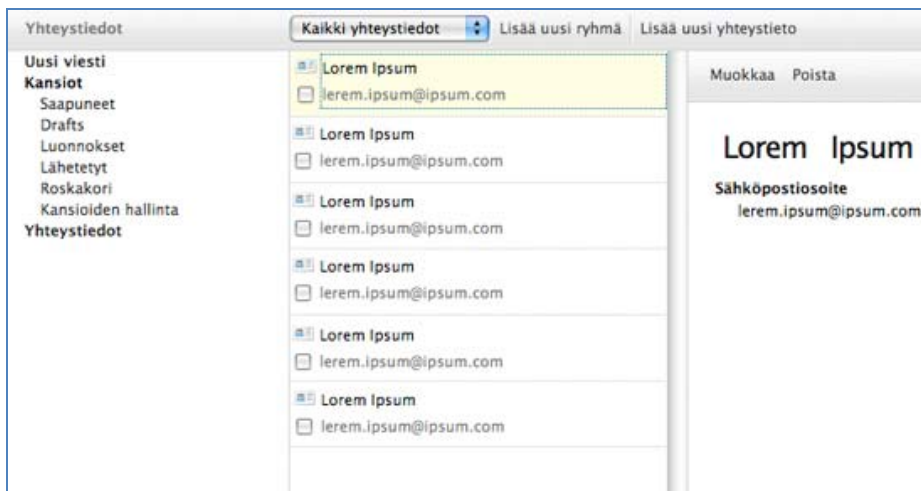 Yhteystiedot
Kaikki yhteystiedot Lisää uusi ryhmä Lisää uusi yhteystieto
Uusi viesti
Kansiot
Saapuneet
Drafts
Luonnokset
Lähetetyt
Roskakori
Kansioiden hallinta
Yhteystiedot
Lorem Ipsum
lerem.ipsum@ipsum.com
Lorem Ipsum
lerem.ipsum@ipsum.com
Lorem Ipsum
lerem.ipsum@ipsum.com
Lorem Ipsum
lerem.ipsum@ipsum.com
Lorem Ipsum
lerem.ipsum@ipsum.com
Lorem Ipsum
lerem.ipsum@ipsum.com
Muokkaa Poista
Lorem Ipsum
Sähköpostiosoite
lerem.ipsum@ipsum.com